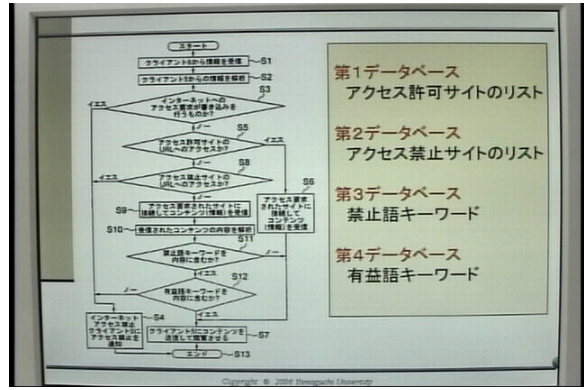 スタート
クライアント5から情報を受信
S1
クライアント5からの情報を解析
S2
S3
インターネットへの
アクセス要求が書き込みを
行うものか?
イエス
ノー
S5
アクセス許可サイトの
URLへのアクセスか?
イエス
ノー
S8
アクセス禁止サイトの
URLへのアクセスか?
イエス
ノー
S6
アクセス要求
されたサイトに
接続して
コンテンツ
(情報)を受信
S9
アクセス要求されたサイトに
接続してコンテンツ(情報)を受信
S10
受信されたコンテンツの内容を解析
S11
禁止語キーワードを
内容に含むか?
ノー
イエス
S12
有益語キーワードを
内容に含むか?
ノー
イエス
S4
インターネット
アクセス禁止
クライアント5に
アクセス禁止を
通知
S7
クライアント5にコンテンツを
送信して閲覧させる
エンド
S13
第1データベース
アクセス許可サイトのリスト
第2データベース
アクセス禁止サイトのリスト
第3データベース
禁止語キーワード
第4データベース
有益語キーワード
Copyright © 2006 Yamaguchi University